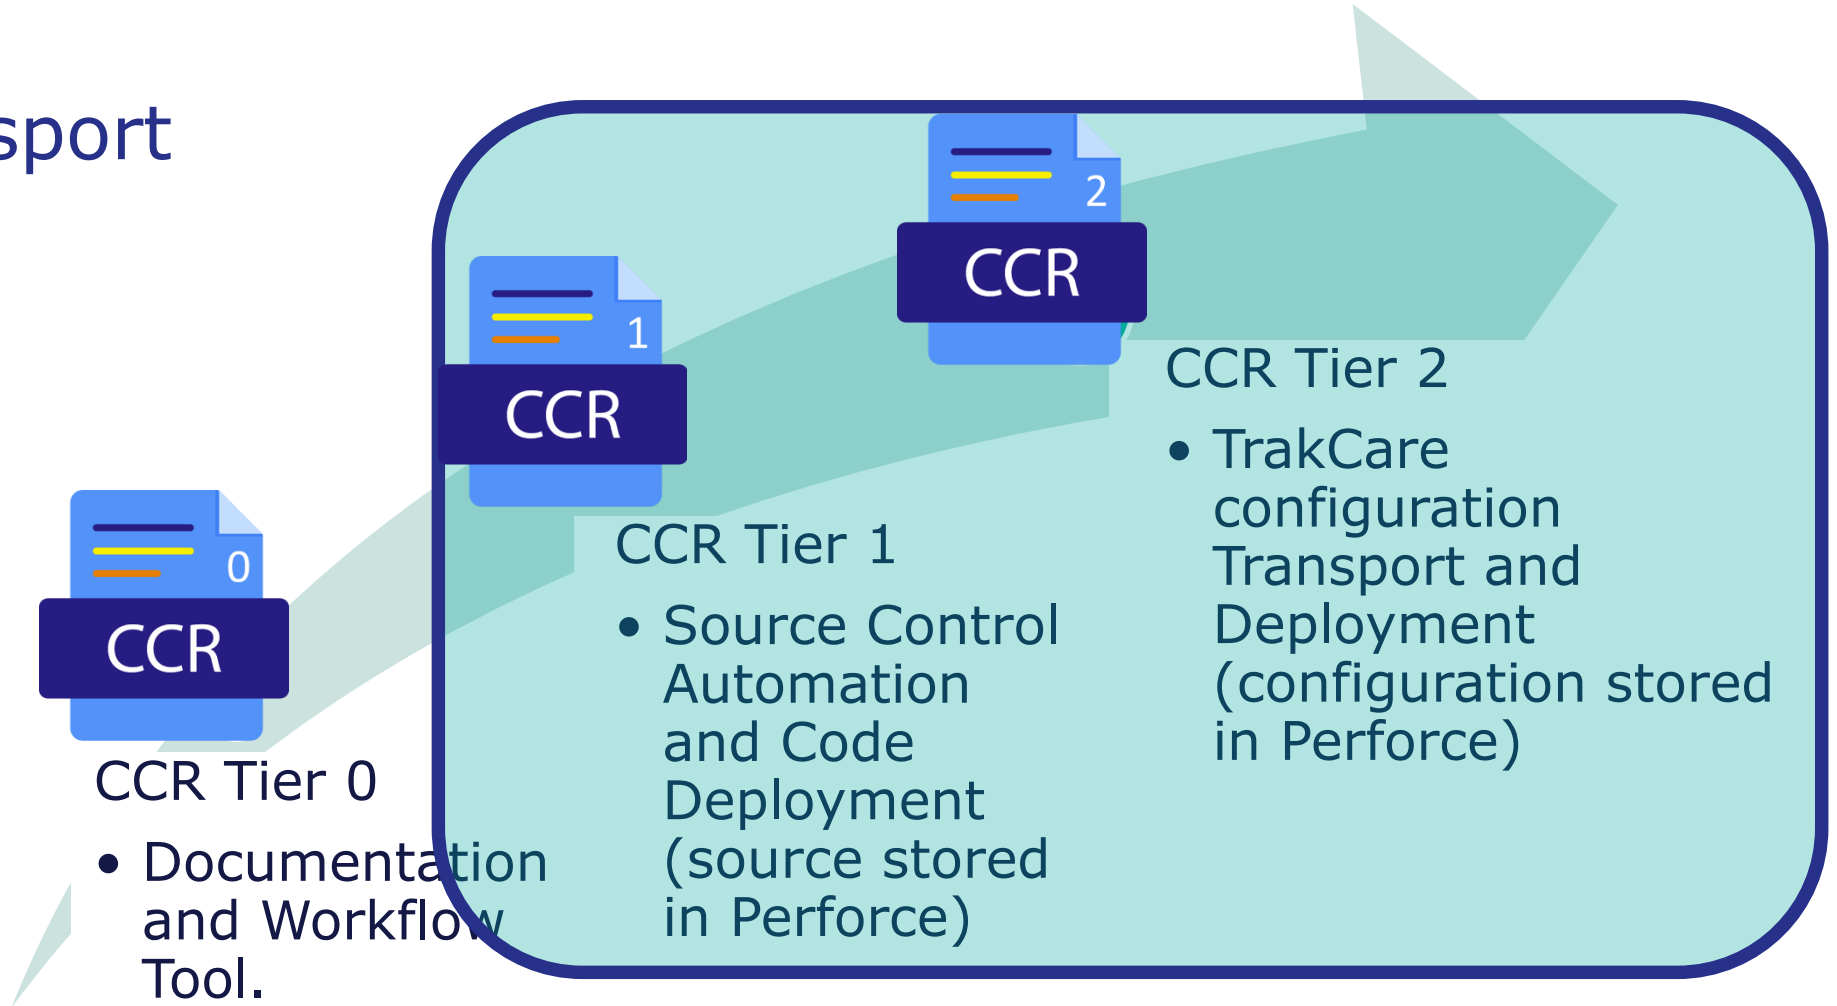 sport
2
CCR
1
CCR
0
CCR
CCR Tier 2
• TrakCare
configuration
Transport and
Deployment
(configuration stored
in Perforce)
CCR Tier 1
• Source Control
Automation
and Code
Deployment
(source stored
in Perforce)
CCR Tier 0
• Documentation
and Workflow
Tool.